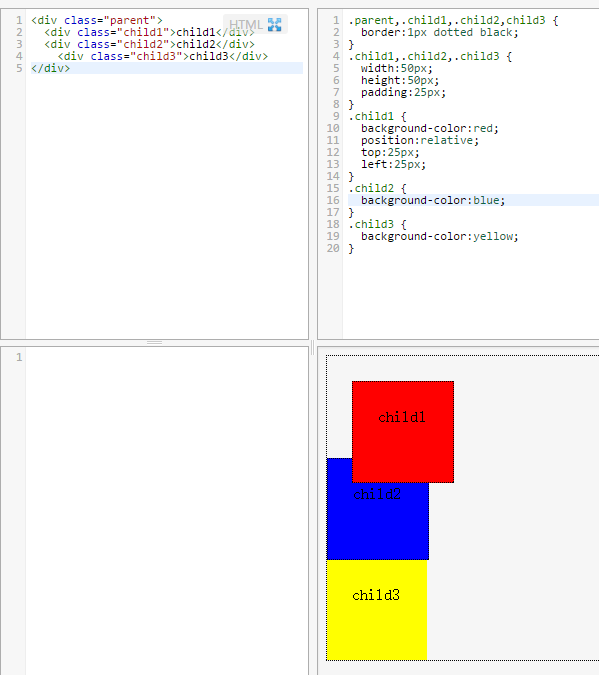 1 <div class="parent">
2   <div class="child1">child1</div>
3   <div class="child2">child2</div>
4     <div class="child3">child3</div>
5 </div>
HTML
1 .parent,.child1,.child2,child3 {
2   border:1px dotted black;
3 }
4 .child1,.child2,.child3 {
5   width:50px;
6   height:50px;
7   padding:25px;
8 }
9 .child1 {
10   background-color:red;
11   position:relative;
12   top:25px;
13   left:25px;
14 }
15 .child2 {
16   background-color:blue;
17 }
18 .child3 {
19   background-color:yellow;
20 }
1
child1
child2
child3